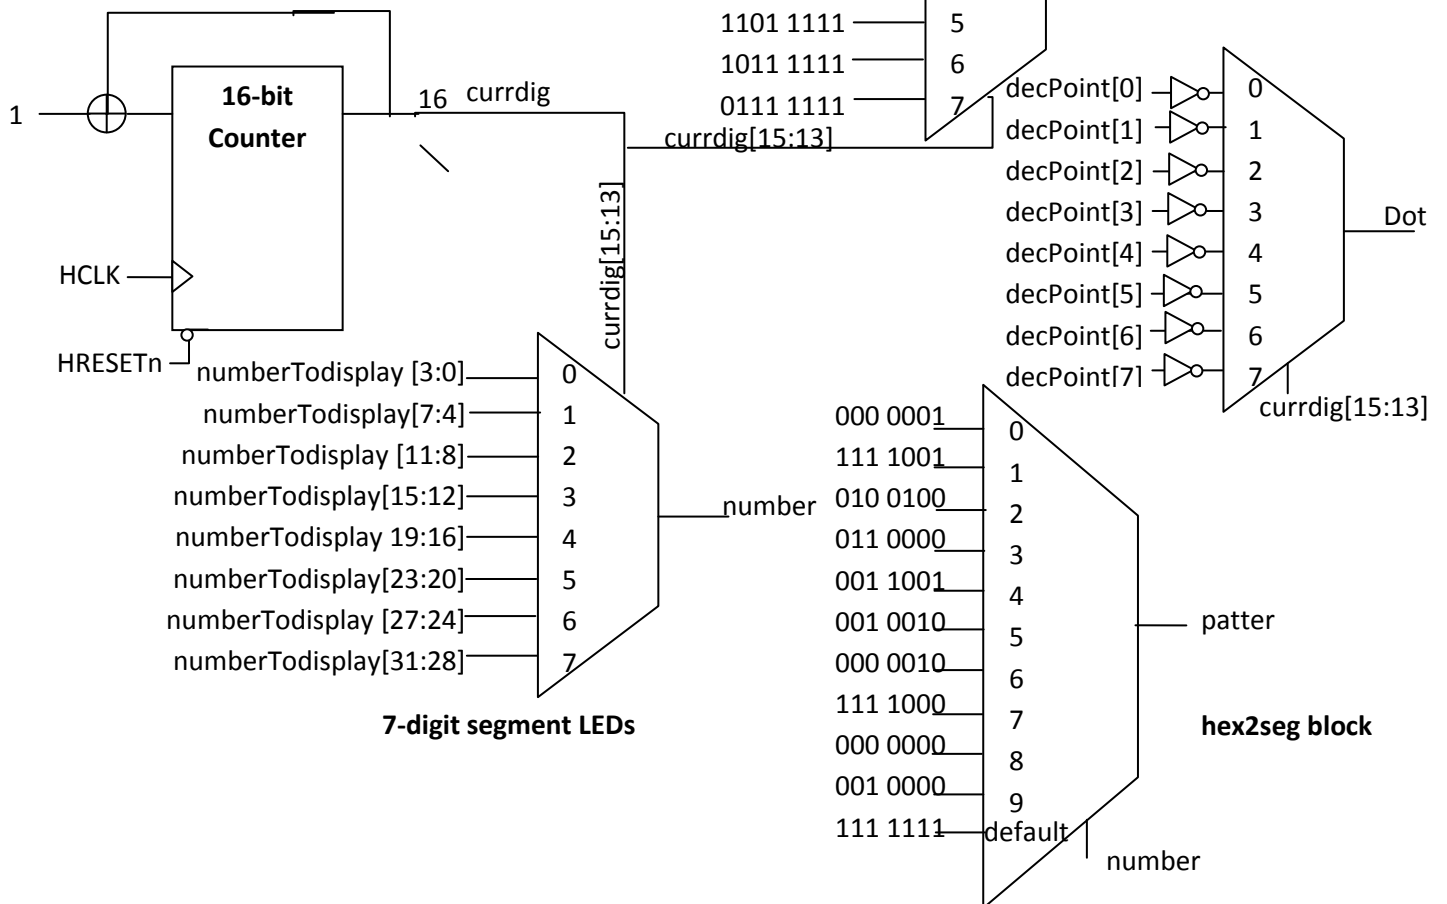 1
16-bit
Counter
16
currdig
HCLK
HRESETn
1101 1111
5
1011 1111
6
0111 1111
7
currdig[15:13]
currdig[15:13]
decPoint[0]
0
decPoint[1]
1
decPoint[2]
2
decPoint[3]
3
decPoint[4]
4
decPoint[5]
5
decPoint[6]
6
decPoint[7]
7
Dot
currdig[15:13]
numberTodisplay [3:0]
0
numberTodisplay[7:4]
1
numberTodisplay [11:8]
2
numberTodisplay[15:12]
3
numberTodisplay 19:16]
4
numberTodisplay[23:20]
5
numberTodisplay [27:24]
6
numberTodisplay[31:28]
7
number
7-digit segment LEDs
000 0001
0
111 1001
1
010 0100
2
011 0000
3
001 1001
4
001 0010
5
000 0010
6
111 1000
7
000 0000
8
001 0000
9
111 1111
default
patter
hex2seg block
number